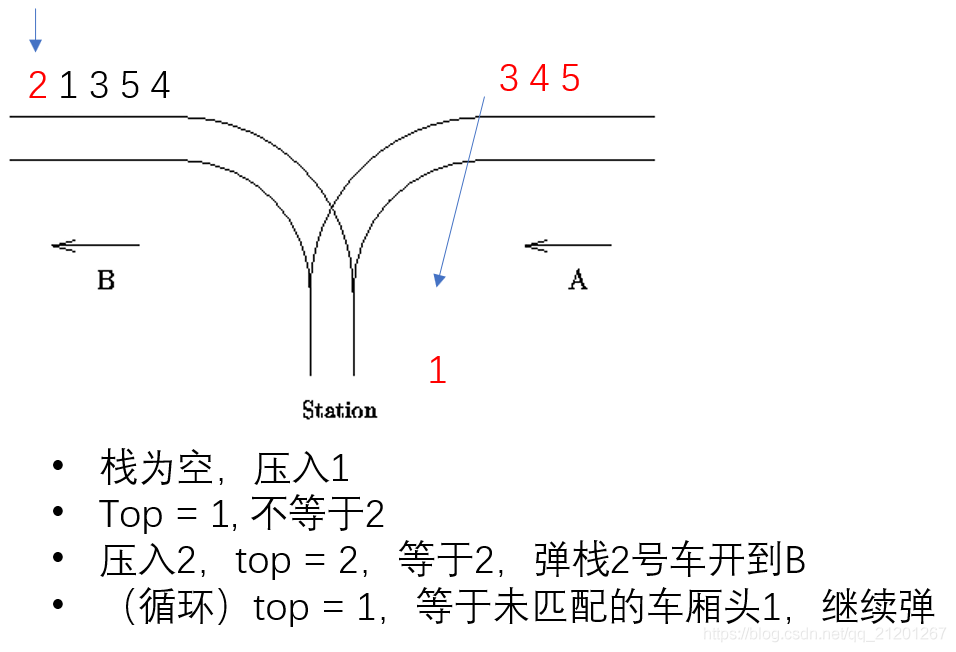 2 1 3 5 4
3 4 5
B
A
1
Station
• 栈为空，压入1
• Top = 1, 不等于2
• 压入2，top = 2，等于2，弹栈2号车开到B
• （循环）top = 1，等于未匹配的车厢头1，继续弹
https://blog.csdn.net/qq_21201267